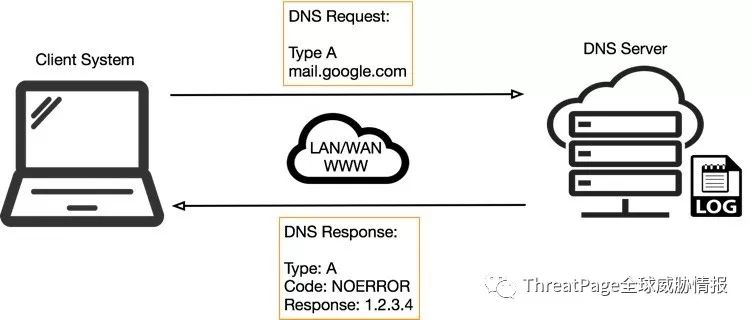 DNS Request:
Type A
mail.google.com
Client System
DNS Server
LAN/WAN
WWW
LOG
DNS Response:
Type: A
Code: NOERROR
Response: 1.2.3.4
ThreatPage全球威胁情报